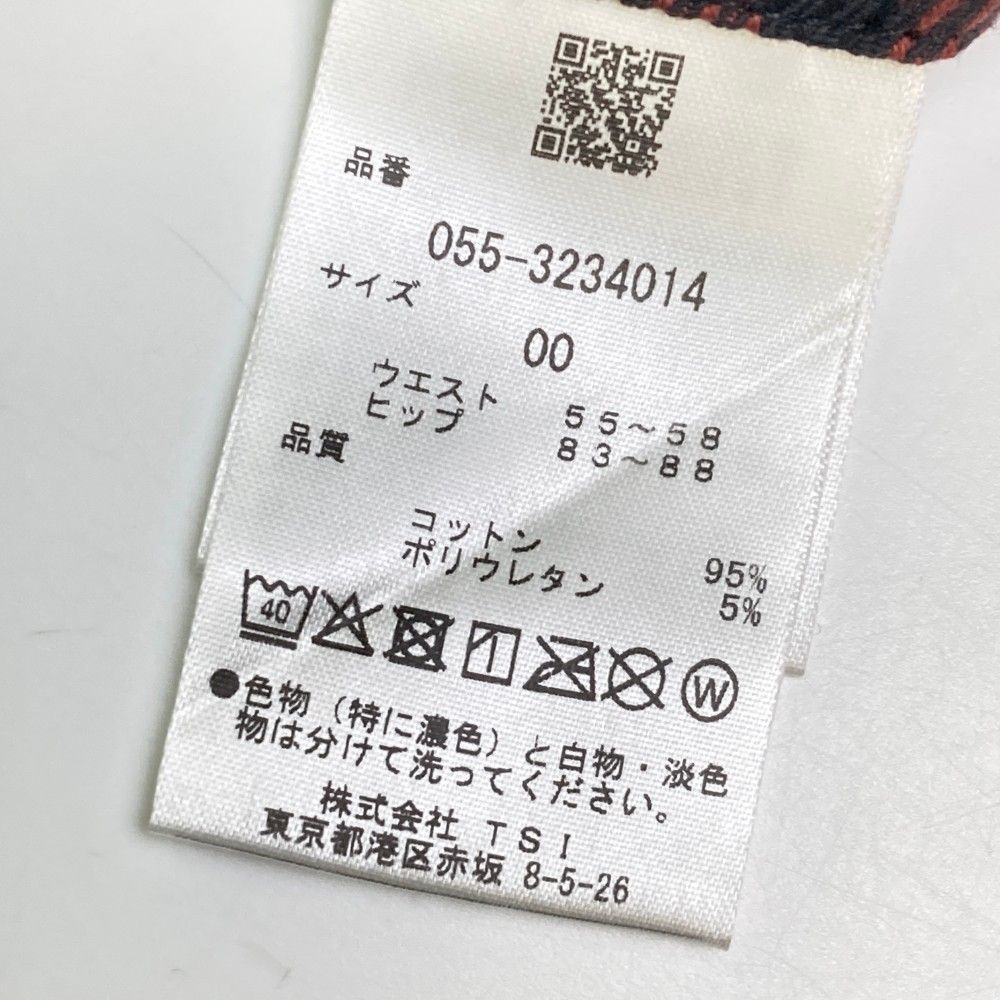 品番
055-3234014
サイズ
00
ウエスト 55~58
ヒップ 83~88
品質
コットン 95%
ポリウレタン 5%
40 W
●色物(特に濃色)と白物・淡色
物は分けて洗ってください。
株式会社 TSI
東京都港区赤坂 8-5-26